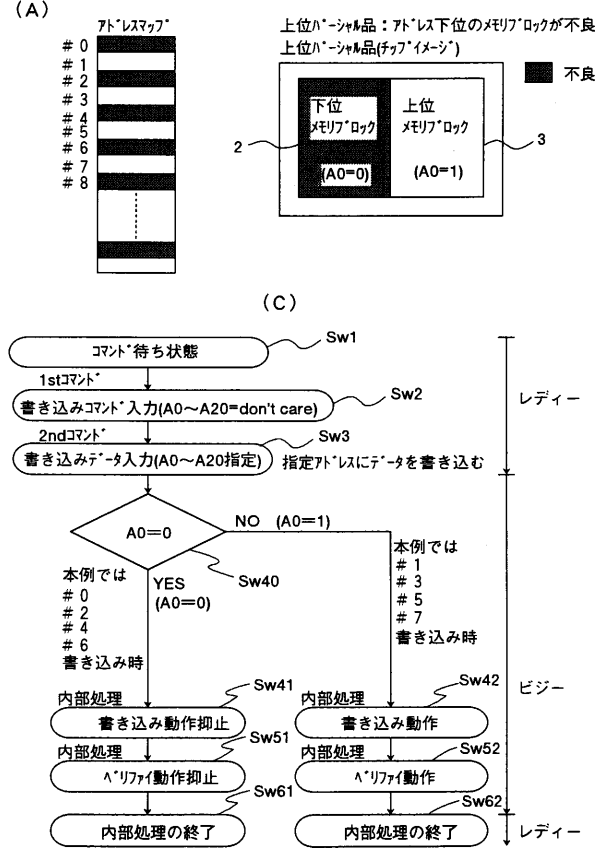 (A)
ｱﾄﾞﾚｽﾏｯﾌﾟ
# 0
# 1
# 2
# 3
# 4
# 5
# 6
# 7
# 8
上位ﾊﾟｰｼｬﾙ品：ｱﾄﾞﾚｽ下位のﾒﾓﾘﾌﾞﾛｯｸが不良
上位ﾊﾟｰｼｬﾙ品(ﾁｯﾌﾟｲﾒｰｼﾞ)
不良
下位
ﾒﾓﾘﾌﾞﾛｯｸ
(A0=0)
上位
ﾒﾓﾘﾌﾞﾛｯｸ
(A0=1)
2
3
(C)
ｺﾏﾝﾄﾞ待ち状態
Sw1
1stｺﾏﾝﾄﾞ
書き込みｺﾏﾝﾄﾞ入力(A0～A20=don't care)
Sw2
2ndｺﾏﾝﾄﾞ
書き込みﾃﾞｰﾀ入力(A0～A20指定)
Sw3
指定ｱﾄﾞﾚｽにﾃﾞｰﾀを書き込む
レディー
A0＝0
Sw40
NO (A0＝1)
YES
(A0＝0)
本例では
# 0
# 2
# 4
# 6
書き込み時
本例では
# 1
# 3
# 5
# 7
書き込み時
ビジー
内部処理
書き込み動作抑止
Sw41
内部処理
書き込み動作
Sw42
内部処理
ﾍﾞﾘﾌｧｲ動作抑止
Sw51
内部処理
ﾍﾞﾘﾌｧｲ動作
Sw52
内部処理の終了
Sw61
内部処理の終了
Sw62
レディー